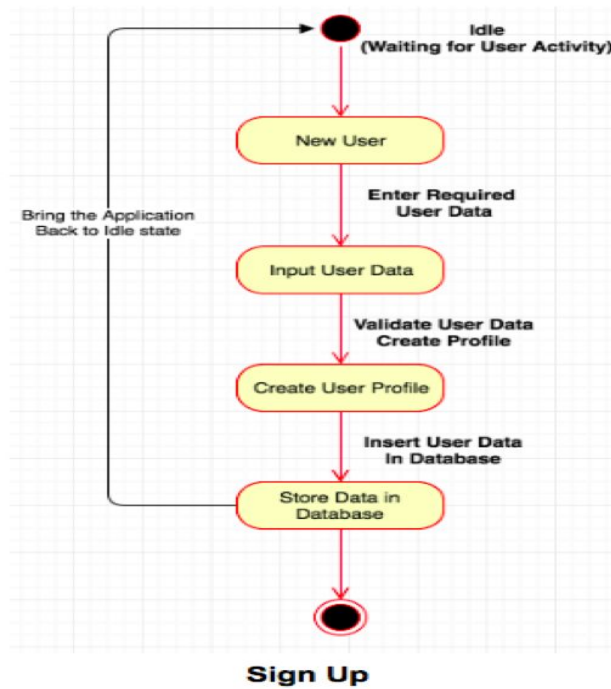 Idle
(Waiting for User Activity)
New User
Enter Required
User Data
Bring the Application
Back to Idle state
Input User Data
Validate User Data
Create Profile
Create User Profile
Insert User Data
In Database
Store Data in
Database
Sign Up